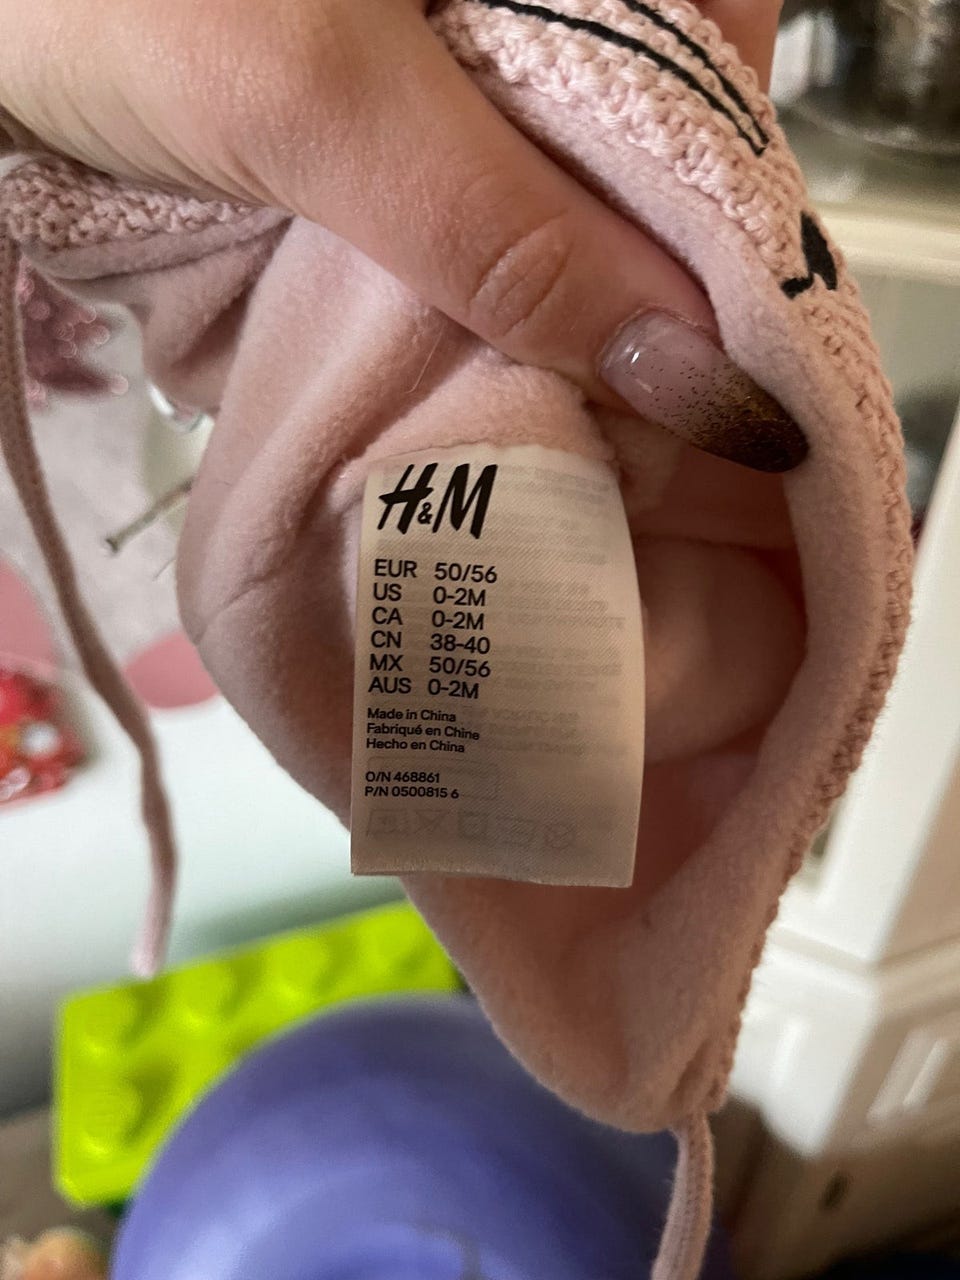 H&M
EUR 50/56
US 0-2M
CA 0-2M
CN 38-40
MX 50/56
AUS 0-2M
Made in China
Fabriqué en Chine
Hecho en China
O/N 468861
P/N 0500815 6